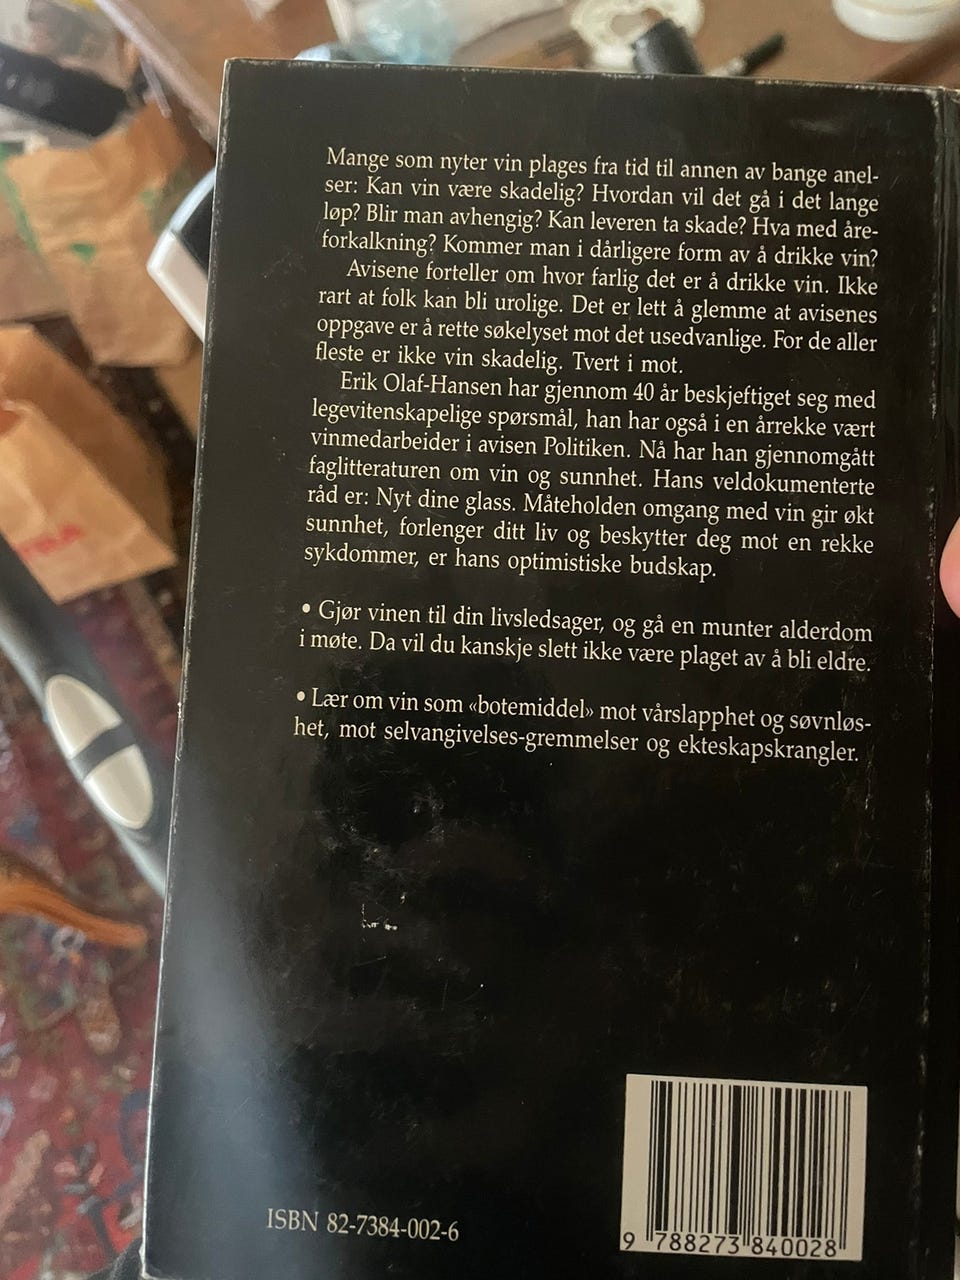 Mange som nyter vin plages fra tid til annen av bange anel-
ser: Kan vin være skadelig? Hvordan vil det gå i det lange
løp? Blir man avhengig? Kan leveren ta skade? Hva med åre-
forkalkning? Kommer man i dårligere form av å drikke vin?
Avisene forteller om hvor farlig det er å drikke vin. Ikke
rart at folk kan bli urolige. Det er lett å glemme at avisenes
oppgave er å rette søkelyset mot det usedvanlige. For de aller
fleste er ikke vin skadelig. Tvert i mot.
Erik Olaf-Hansen har gjennom 40 år beskjeftiget seg med
legevitenskapelige spørsmål, han har også i en årrekke vært
vinmedarbeider i avisen Politiken. Nå har han gjennomgått
faglitteraturen om vin og sunnhet. Hans veldokumenterte
råd er: Nyt dine glass. Måteholden omgang med vin gir økt
sunnhet, forlenger ditt liv og beskytter deg mot en rekke
sykdommer, er hans optimistiske budskap.
• Gjør vinen til din livsledsager, og gå en munter alderdom
i møte. Da vil du kanskje slett ikke være plaget av å bli eldre.
• Lær om vin som «botemiddel» mot vårslapphet og søvnløs-
het, mot selvangivelses-gremmelser og ekteskapskrangler.
ISBN 82-7384-002-6
9 788273 840028